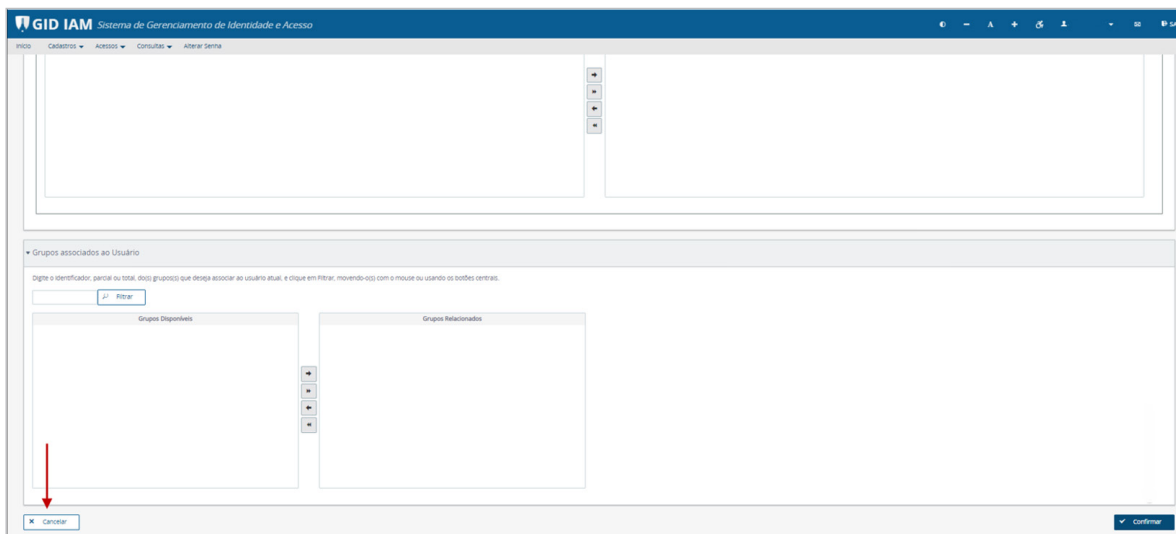 GID IAM Sistema de Gerenciamento de Identidade e Acesso
A
SA
Início Cadastros Acessos Consultas Alterar Senha
Grupos associados ao Usuário
Digite o identificador, parcial ou total, do(s) grupos(s) que deseja associar ao usuário atual, e clique em Filtrar, movendo-o(s) com o mouse ou usando os botões centrais.
Filtrar
Grupos Disponíveis Grupos Relacionados
Cancelar Confirmar